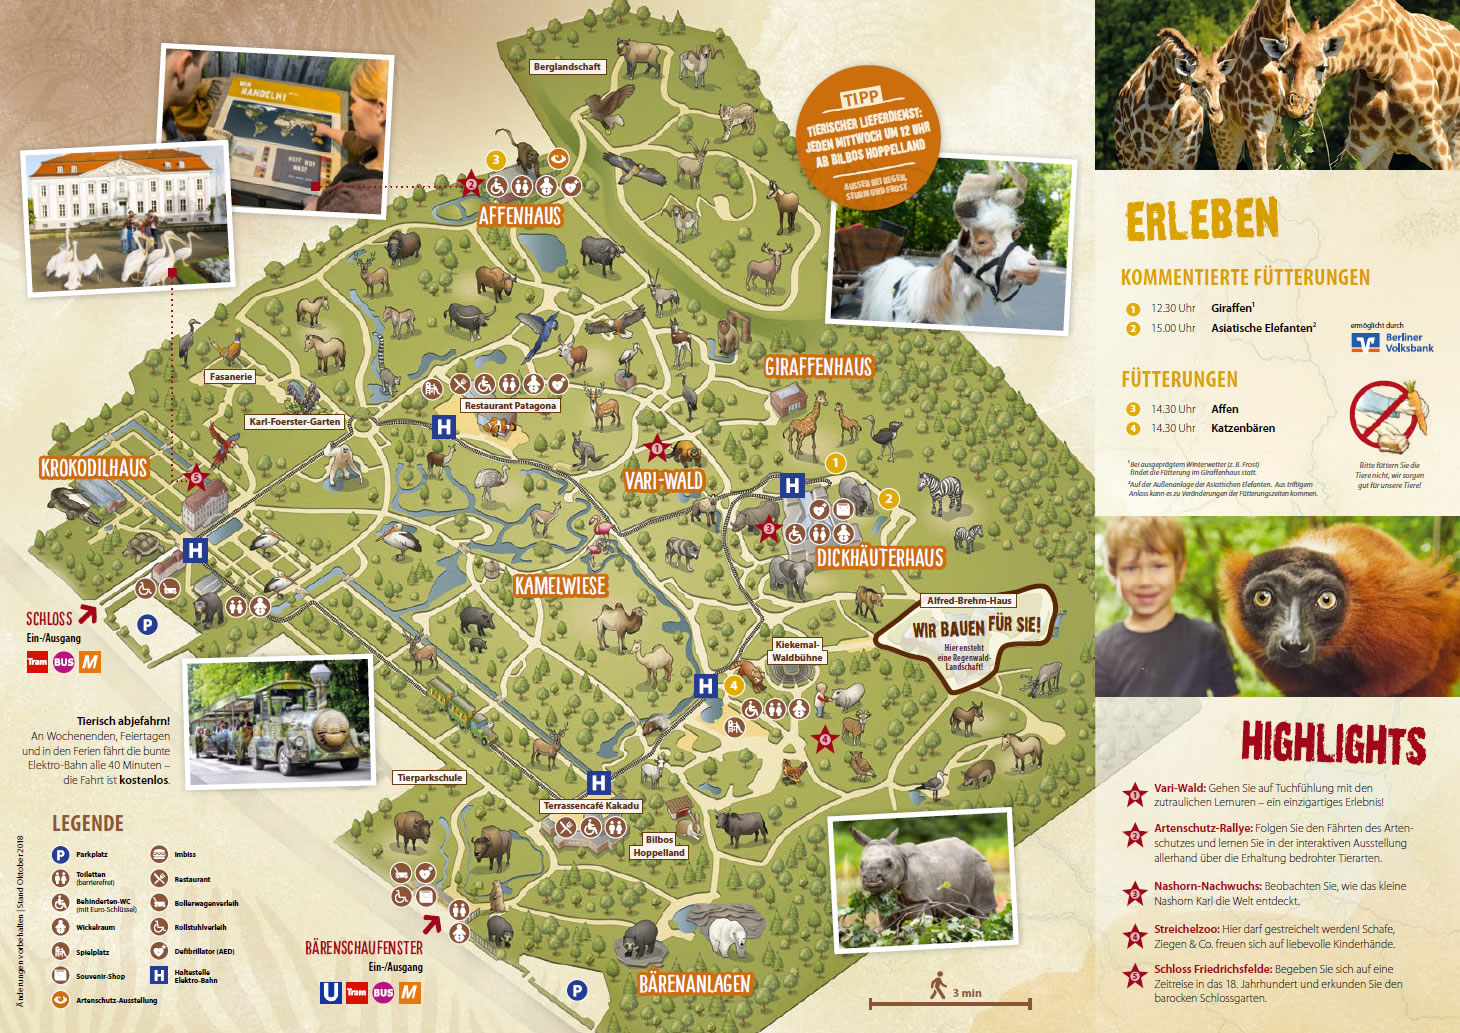 Berglandschaft
TIPP
TIERISCHER LIEFERDIENST:
JEDEN MITTWOCH UM 12 UHR
AB BILBOS HOPPELLAND
AUSSER BEI REGEN,
STURM UND FROST
WIR
HANDELN!
3
2
AFFENHAUS
Fasanerie
Karl-Foerster-Garten
Restaurant Patagona
H
GIRAFFENHAUS
KROKODILHAUS
5
1
VARI-WALD
1
H
2
3
DICKHÄUTERHAUS
H
KAMELWIESE
SCHLOSS
Ein-/Ausgang
Tram BUS M
P
Alfred-Brehm-Haus
WIR BAUEN FÜR SIE!
Hier ensteht
eine Regenwald-
Landschaft!
Kiekemal-
Waldbühne
H
4
4
Tierisch abjefahrn!
An Wochenenden, Feiertagen
und in den Ferien fährt die bunte
Elektro-Bahn alle 40 Minuten –
die Fahrt ist kostenlos.
Tierparkschule
H
Terrassencafé Kakadu
Bilbos
Hoppelland
BÄRENSCHAUFENSTER
Ein-/Ausgang
U Tram BUS M
P
BÄRENANLAGEN
3 min
LEGENDE
P Parkplatz
Toiletten
(barrierefrei)
Behinderten-WC
(mit Euro-Schlüssel)
Wickelraum
Spielplatz
Souvenir-Shop
Artenschutz-Ausstellung
Imbiss
Restaurant
Bollerwagenverleih
Rollstuhlverleih
Defibrillator (AED)
H Haltestelle
Elektro-Bahn
Änderungen vorbehalten | Stand Oktober 2018
ERLEBEN
KOMMENTIERTE FÜTTERUNGEN
1 12.30 Uhr Giraffen¹
2 15.00 Uhr Asiatische Elefanten²
ermöglicht durch
Berliner
Volksbank
FÜTTERUNGEN
3 14.30 Uhr Affen
4 14.30 Uhr Katzenbären
¹Bei ausgeprägtem Winterwetter (z. B. Frost)
findet die Fütterung im Giraffenhaus statt.
²Auf der Außenanlage der Asiatischen Elefanten. Aus triftigem
Anlass kann es zu Veränderungen der Fütterungszeiten kommen.
Bitte füttern Sie die
Tiere nicht, wir sorgen
gut für unsere Tiere!
HIGHLIGHTS
1 Vari-Wald: Gehen Sie auf Tuchfühlung mit den
zutraulichen Lemuren – ein einzigartiges Erlebnis!
2 Artenschutz-Rallye: Folgen Sie den Fährten des Arten-
schutzes und lernen Sie in der interaktiven Ausstellung
allerhand über die Erhaltung bedrohter Tierarten.
3 Nashorn-Nachwuchs: Beobachten Sie, wie das kleine
Nashorn Karl die Welt entdeckt.
4 Streichelzoo: Hier darf gestreichelt werden! Schafe,
Ziegen & Co. freuen sich auf liebevolle Kinderhände.
5 Schloss Friedrichsfelde: Begeben Sie sich auf eine
Zeitreise in das 18. Jahrhundert und erkunden Sie den
barocken Schlossgarten.